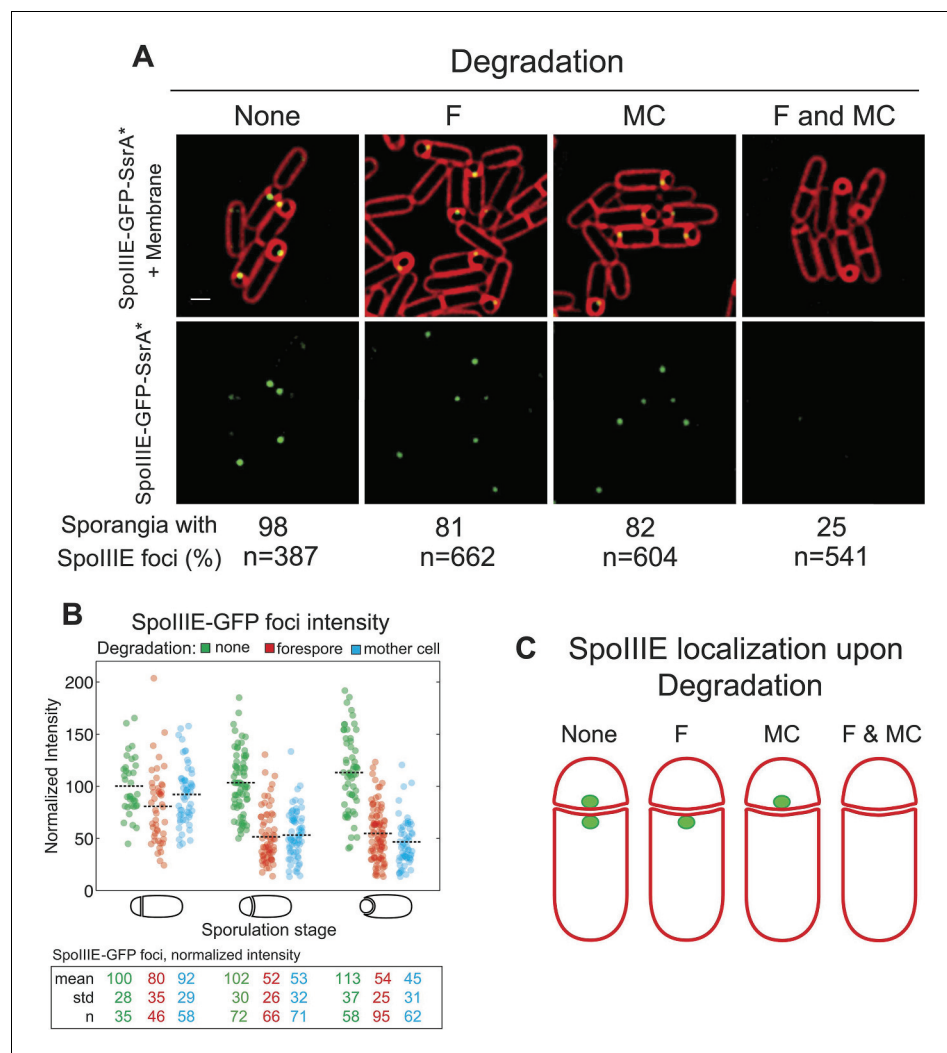 A
Degradation
None F MC F and MC
SpoIIIE-GFP-SsrA*
+ Membrane
SpoIIIE-GFP-SsrA*
Sporangia with 98 81 82 25
SpoIIIE foci (%) n=387 n=662 n=604 n=541
B
SpoIIIE-GFP foci intensity
Degradation: none forespore mother cell
Normalized Intensity
200
150
100
50
0
Sporulation stage
SpoIIIE-GFP foci, normalized intensity
mean 100 80 92 102 52 53 113 54 45
std 28 35 29 30 26 32 37 25 31
n 35 46 58 72 66 71 58 95 62
C SpoIIIE localization upon
Degradation
None F MC F & MC